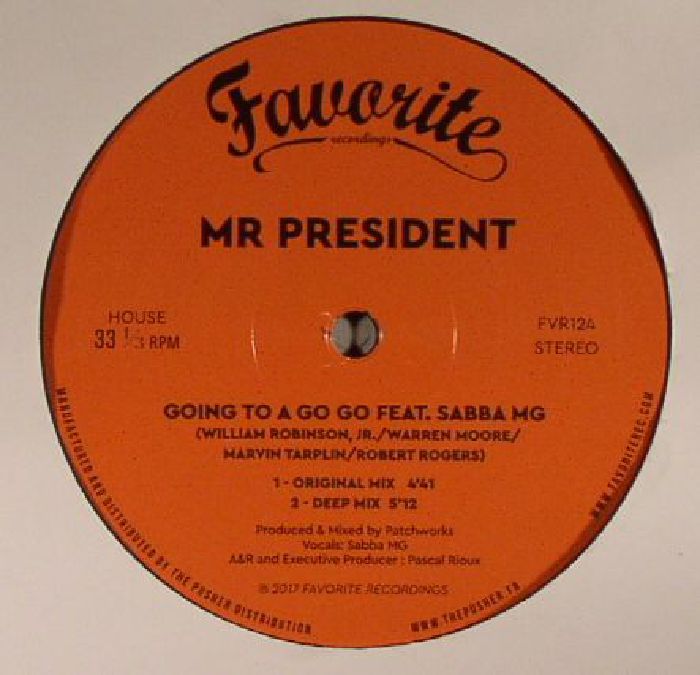 Favorite
recordings
MR PRESIDENT
HOUSE
33 1/3 RPM
FVR124
STEREO
GOING TO A GO GO FEAT. SABBA MG
(WILLIAM ROBINSON, JR./WARREN MOORE/
MARVIN TARPLIN/ROBERT ROGERS)
1 - ORIGINAL MIX 4'41
2 - DEEP MIX 5'12
Produced & Mixed by Patchworks
Vocals: Sabba MG
A&R and Executive Producer : Pascal Rioux
℗ 2017 FAVORITE RECORDINGS
MANUFACTURED AND DISTRIBUTED BY THE PUSHER DISTRIBUTION
WWW.THEPUSHER.FR
WWW.FAVORITEREC.COM